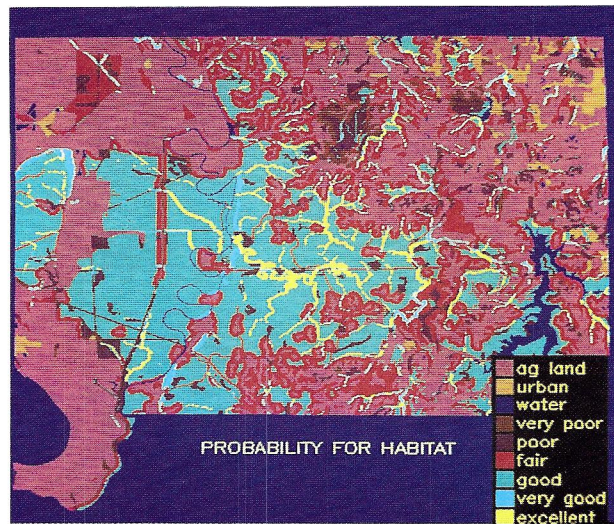 PROBABILITY FOR HABITAT
ag land
urban
water
very poor
poor
fair
good
very good
excellent